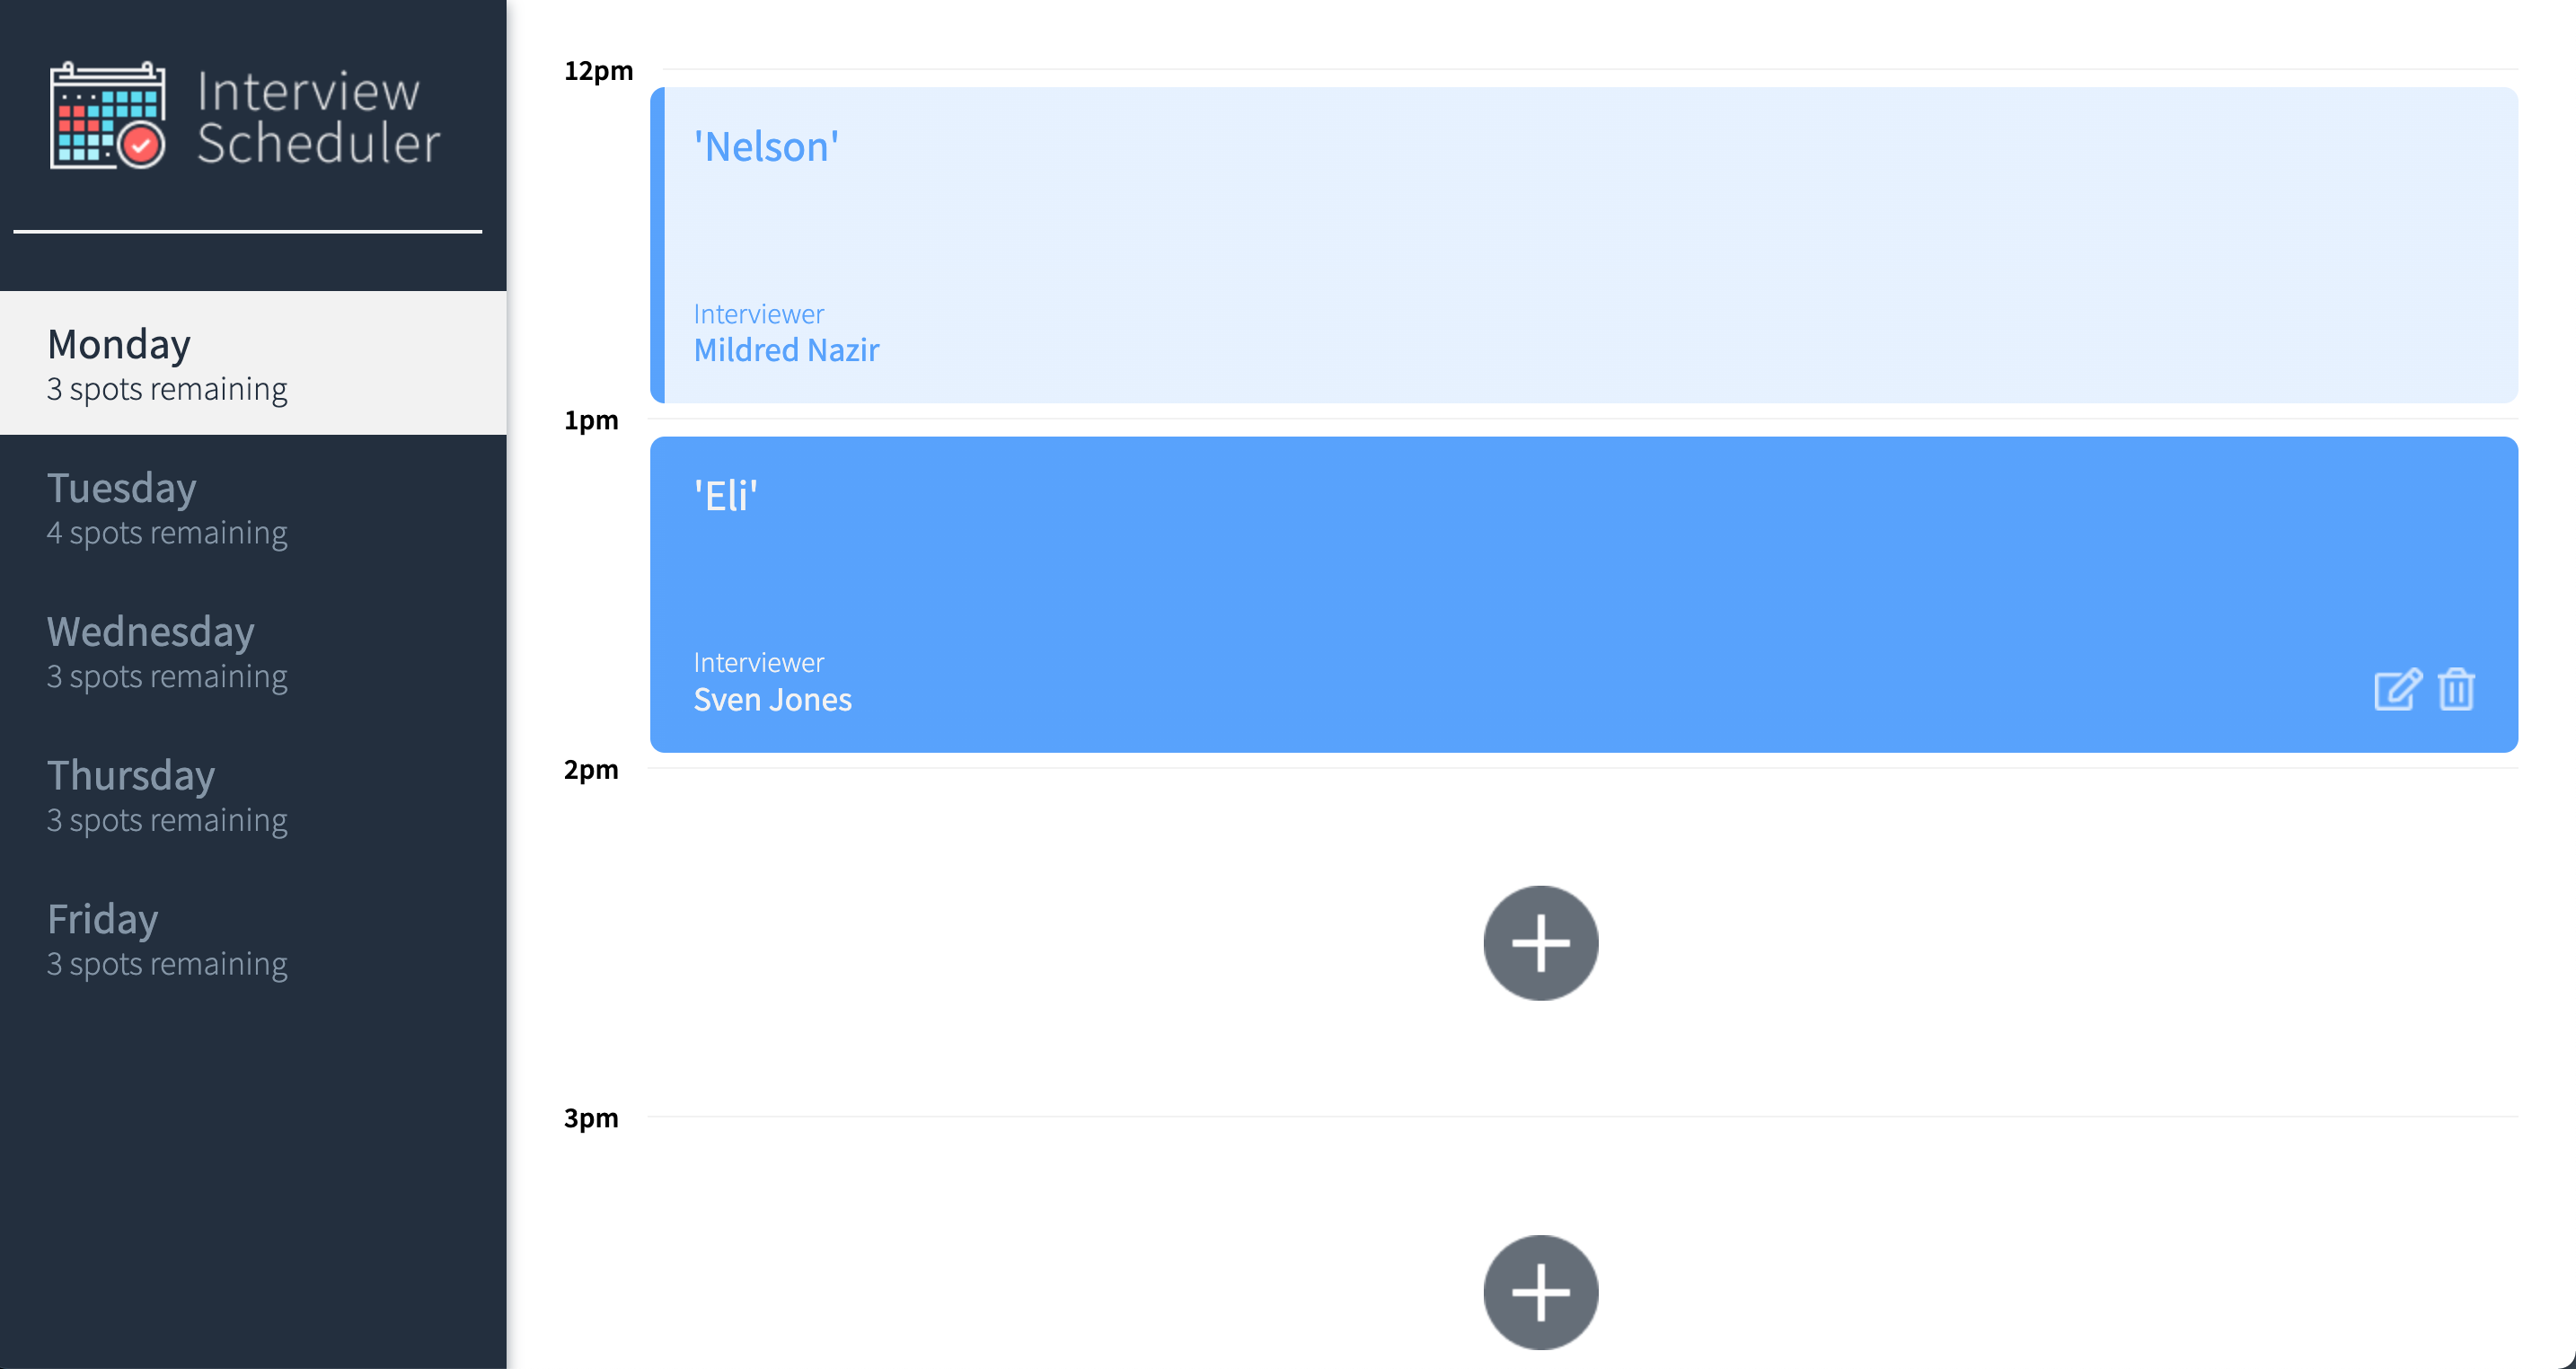 Interview
Scheduler
Monday
3 spots remaining
Tuesday
4 spots remaining
Wednesday
3 spots remaining
Thursday
3 spots remaining
Friday
3 spots remaining
12pm
'Nelson'
Interviewer
Mildred Nazir
1pm
'Eli'
Interviewer
Sven Jones
2pm
3pm